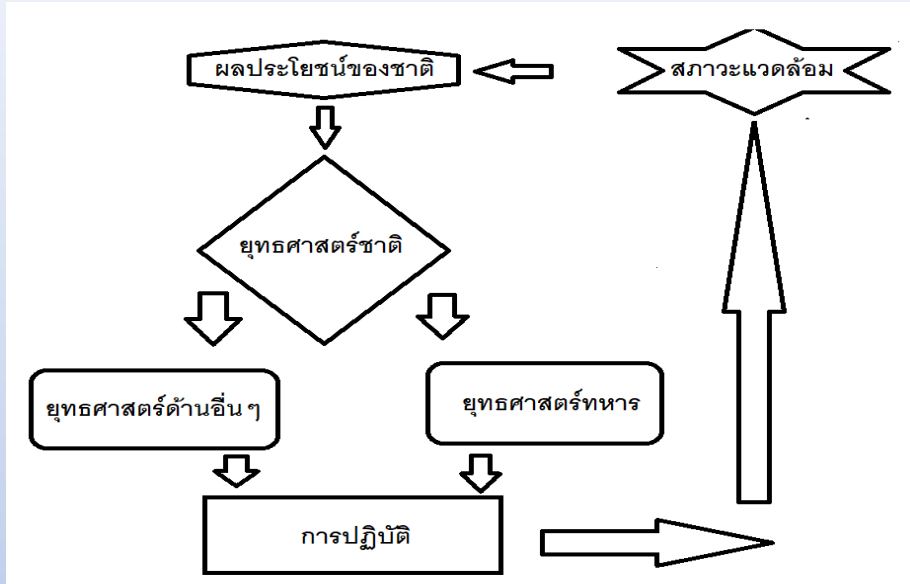 ผลประโยชน์ของชาติ
สภาวะแวดล้อม
ยุทธศาสตร์ชาติ
ยุทธศาสตร์ด้านอื่น ๆ
ยุทธศาสตร์ทหาร
การปฏิบัติ